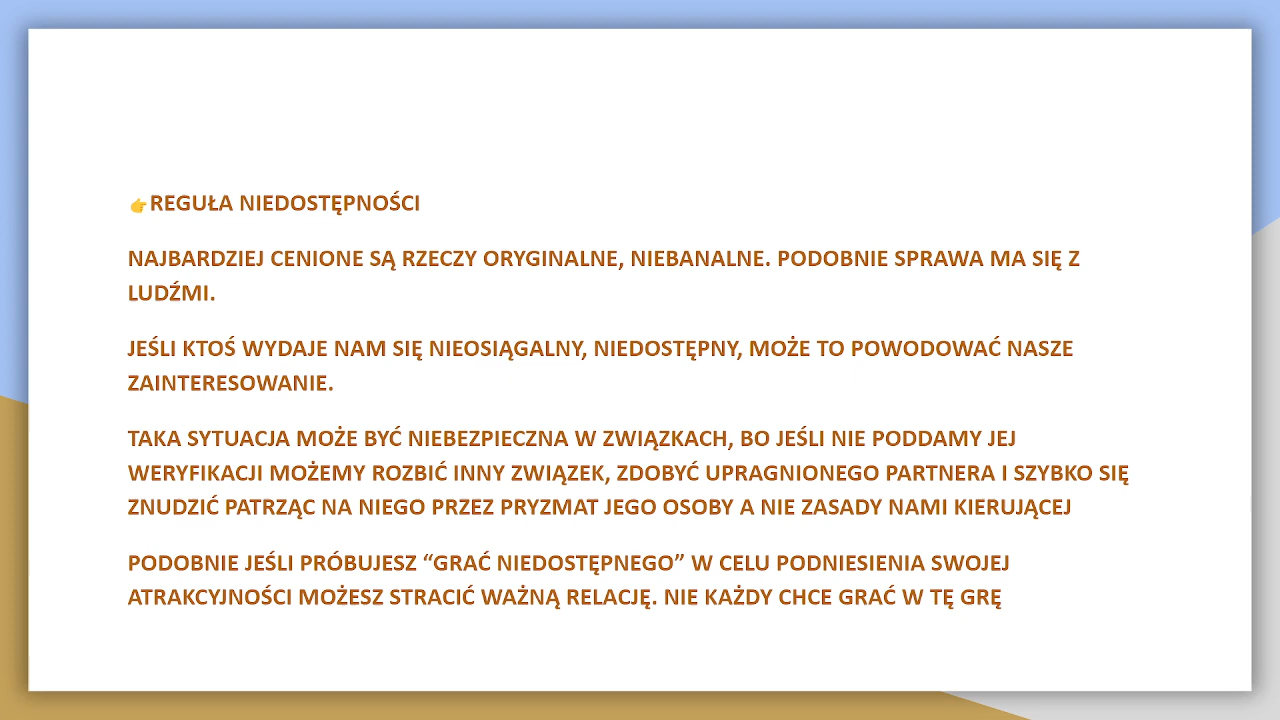 👉REGUŁA NIEDOSTĘPNOŚCI
NAJBARDZIEJ CENIONE SĄ RZECZY ORYGINALNE, NIEBANALNE. PODOBNIE SPRAWA MA SIĘ Z
LUDŹMI.
JEŚLI KTOŚ WYDAJE NAM SIĘ NIEOSIĄGALNY, NIEDOSTĘPNY, MOŻE TO POWODOWAĆ NASZE
ZAINTERESOWANIE.
TAKA SYTUACJA MOŻE BYĆ NIEBEZPIECZNA W ZWIĄZKACH, BO JEŚLI NIE PODDAMY JEJ
WERYFIKACJI MOŻEMY ROZBIĆ INNY ZWIĄZEK, ZDOBYĆ UPRAGNIONEGO PARTNERA I SZYBKO SIĘ
ZNUDZIĆ PATRZĄC NA NIEGO PRZEZ PRYZMAT JEGO OSOBY A NIE ZASADY NAMI KIERUJĄCEJ
PODOBNIE JEŚLI PRÓBUJESZ “GRAĆ NIEDOSTĘPNEGO” W CELU PODNIESIENIA SWOJEJ
ATRAKCYJNOŚCI MOŻESZ STRACIĆ WAŻNĄ RELACJĘ. NIE KAŻDY CHCE GRAĆ W TĘ GRĘ